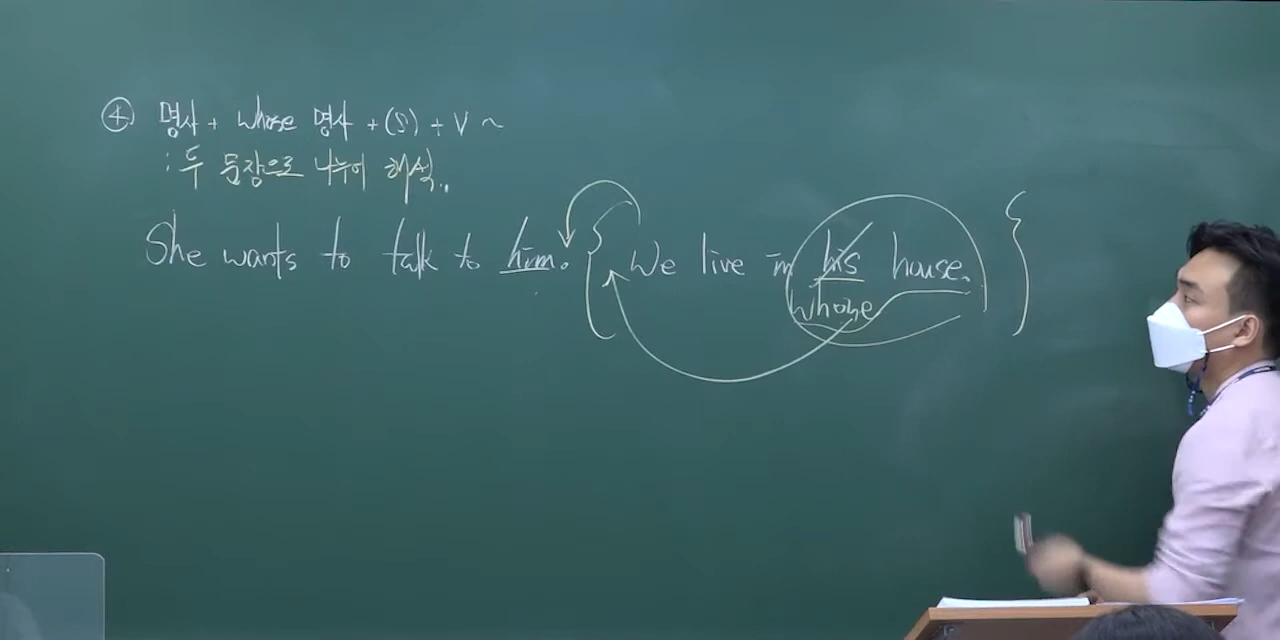 ④ 명사 + whose 명사 + (S) + V ~
: 두 문장으로 나누어 해석..
She wants to talk to him. { We live in his house. }
whose